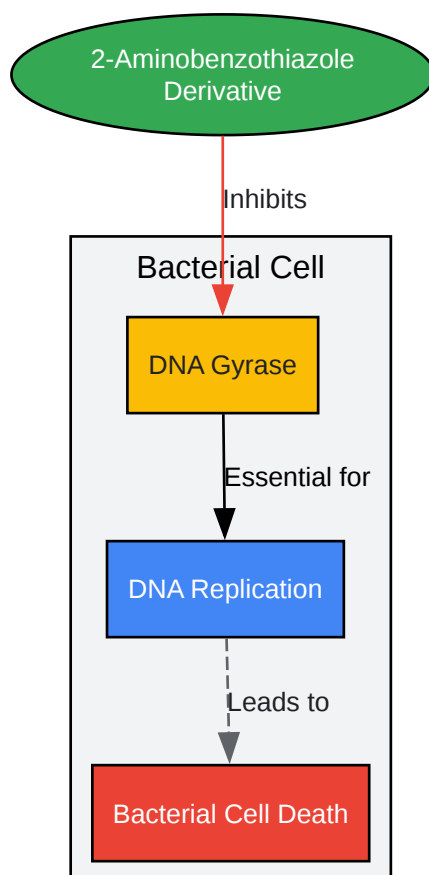 2-Aminobenzothiazole
Derivative
Inhibits
Bacterial Cell
DNA Gyrase
Essential for
DNA Replication
Leads to
Bacterial Cell Death